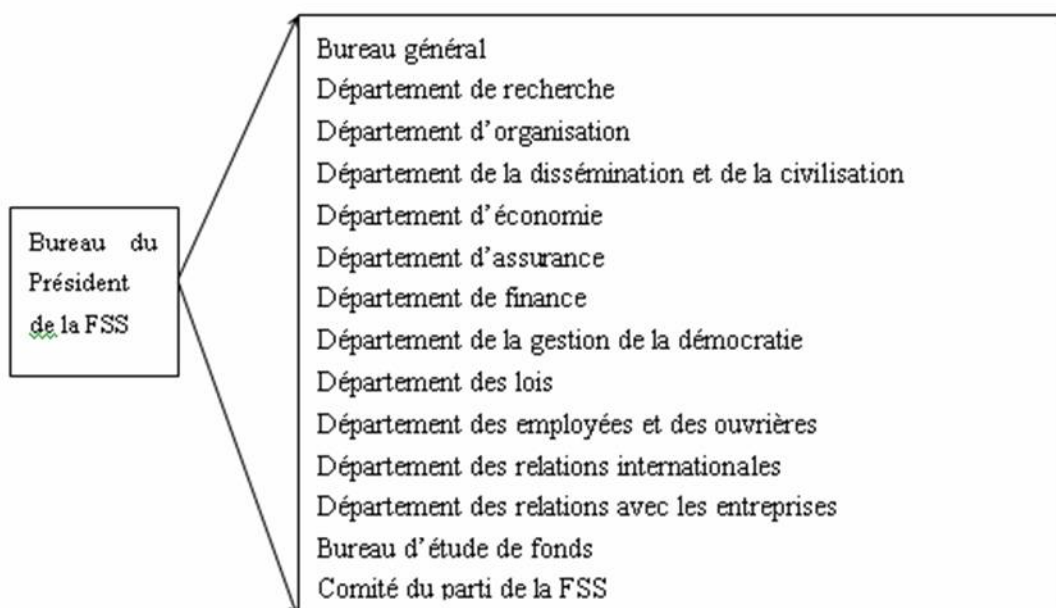 Bureau du
Président
de la FSS
Bureau général
Département de recherche
Département d'organisation
Département de la dissémination et de la civilisation
Département d'économie
Département d'assurance
Département de finance
Département de la gestion de la démocratie
Département des lois
Département des employées et des ouvrières
Département des relations internationales
Département des relations avec les entreprises
Bureau d'étude de fonds
Comité du parti de la FSS